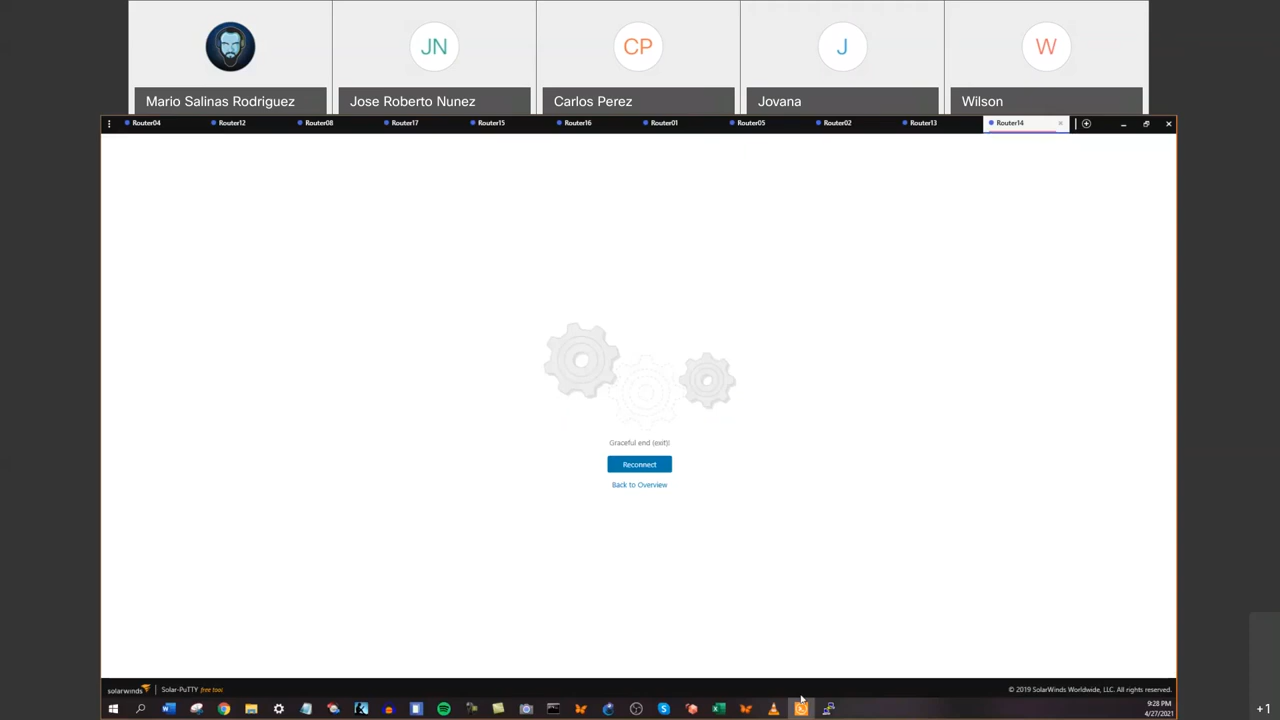 JN
CP
J
W
Mario Salinas Rodriguez
Jose Roberto Nunez
Carlos Perez
Jovana
Wilson
Router04
Router12
Router08
Router17
Router15
Router16
Router01
Router05
Router02
Router13
Router14
Graceful end (exit)!
Reconnect
Back to Overview
solarwinds
Solar-PuTTY free tool
© 2019 SolarWinds Worldwide, LLC. All rights reserved.
9:28 PM
4/27/2021
+1